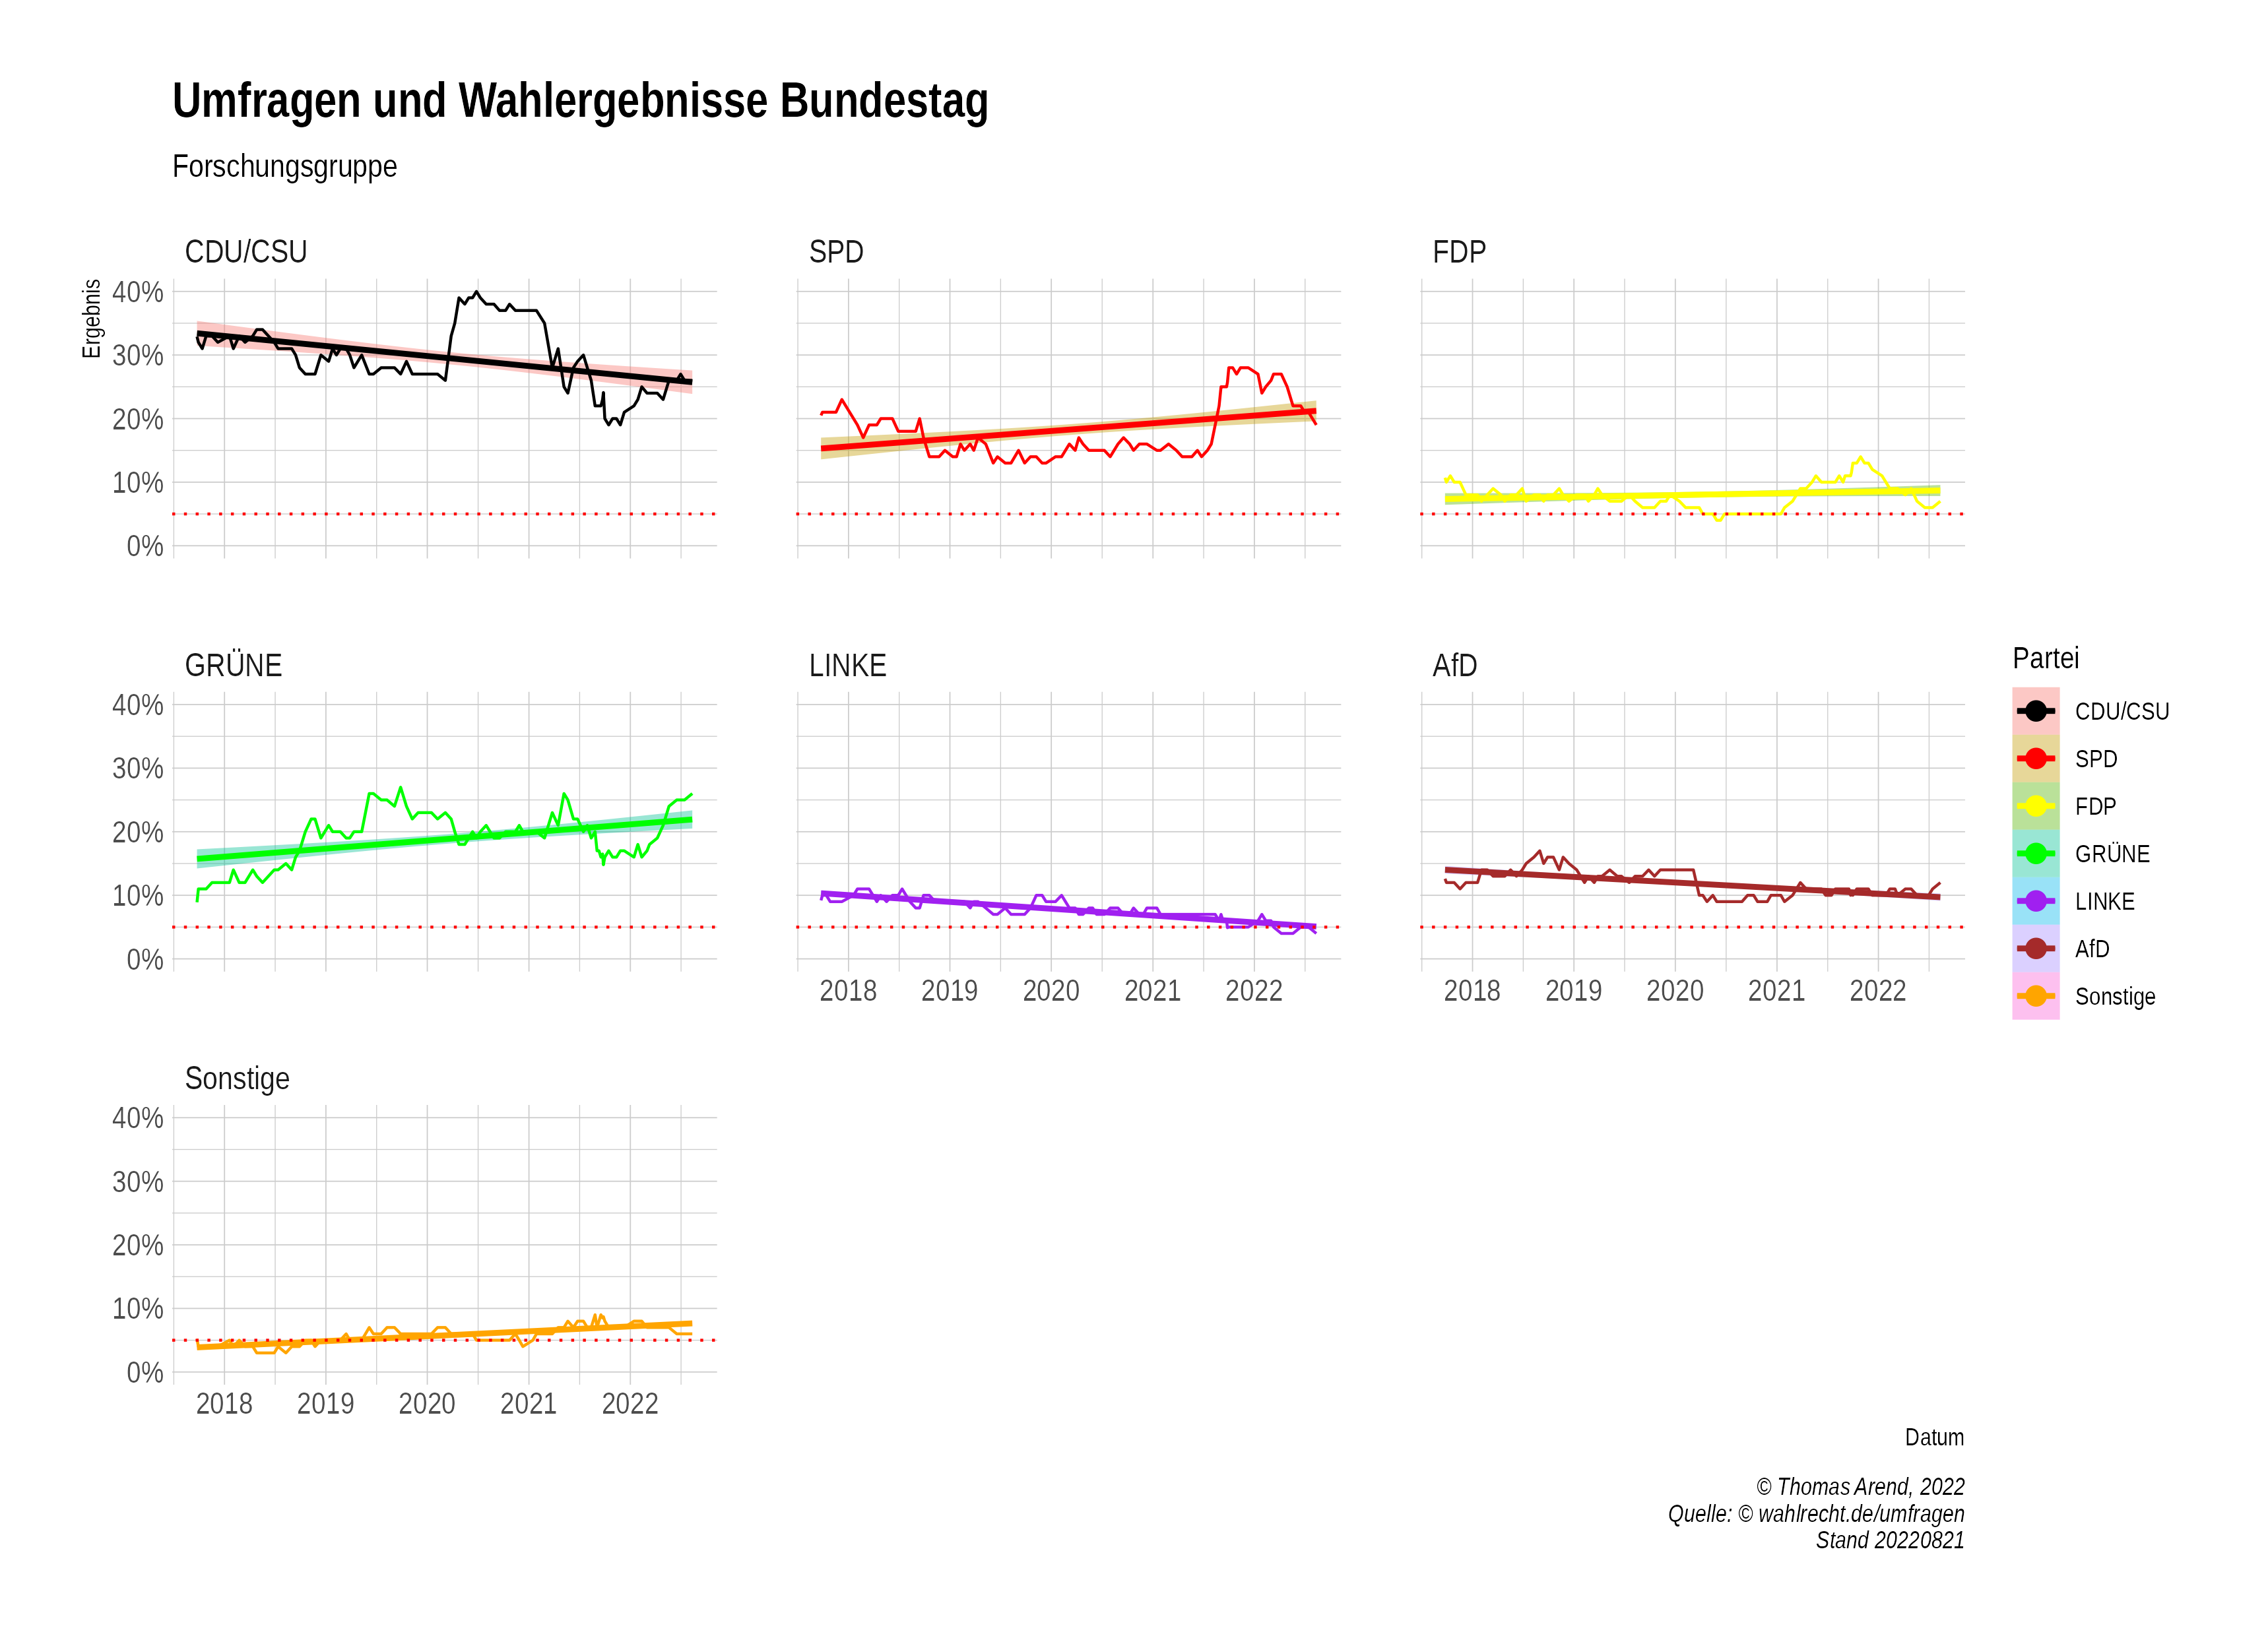 Umfragen und Wahlergebnisse Bundestag
Forschungsgruppe
CDU/CSU
SPD
FDP
Ergebnis
40%
30%
20%
10%
0%
GRÜNE
LINKE
AfD
40%
30%
20%
10%
0%
2018 2019 2020 2021 2022
2018 2019 2020 2021 2022
Partei
CDU/CSU
SPD
FDP
GRÜNE
LINKE
AfD
Sonstige
Sonstige
40%
30%
20%
10%
0%
2018 2019 2020 2021 2022
Datum
© Thomas Arend, 2022
Quelle: © wahlrecht.de/umfragen
Stand 20220821